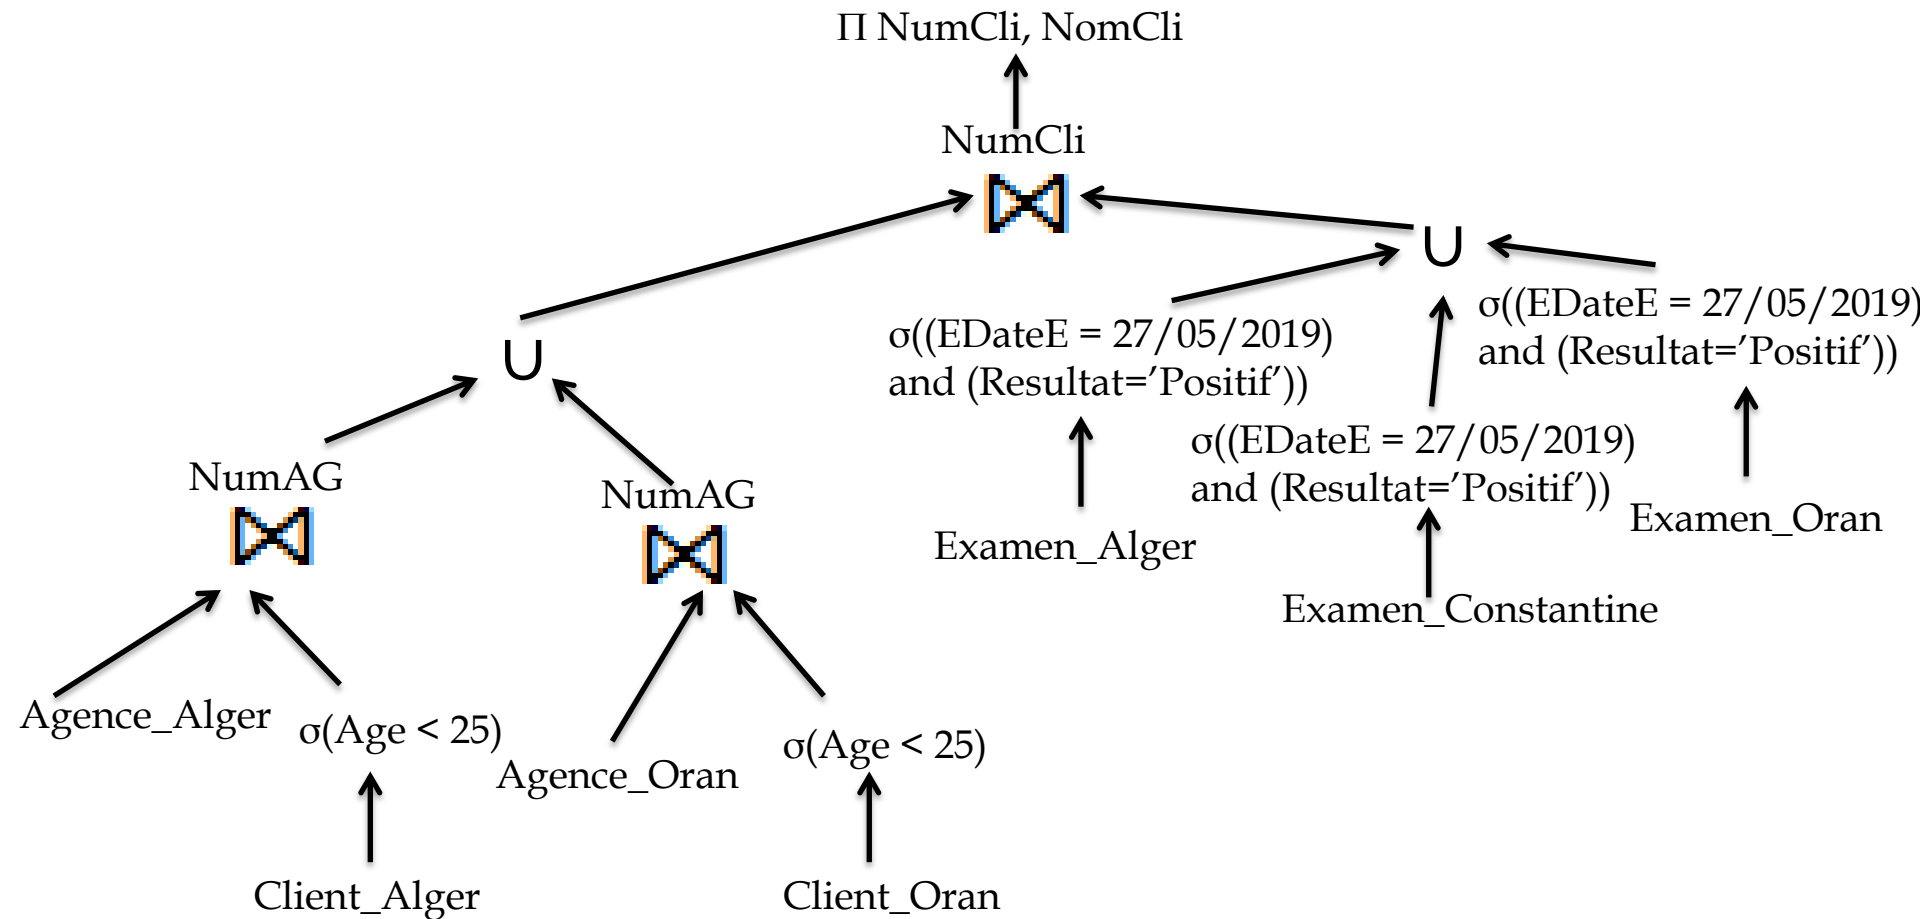 Π NumCli, NomCli
NumCli
∪
σ((EDateE = 27/05/2019)
and (Resultat=’Positif’))
σ((EDateE = 27/05/2019)
and (Resultat=’Positif’))
∪
σ((EDateE = 27/05/2019)
and (Resultat=’Positif’))
NumAG
NumAG
Examen_Alger
Examen_Oran
Examen_Constantine
Agence_Alger
σ(Age < 25)
Agence_Oran
σ(Age < 25)
Client_Alger
Client_Oran